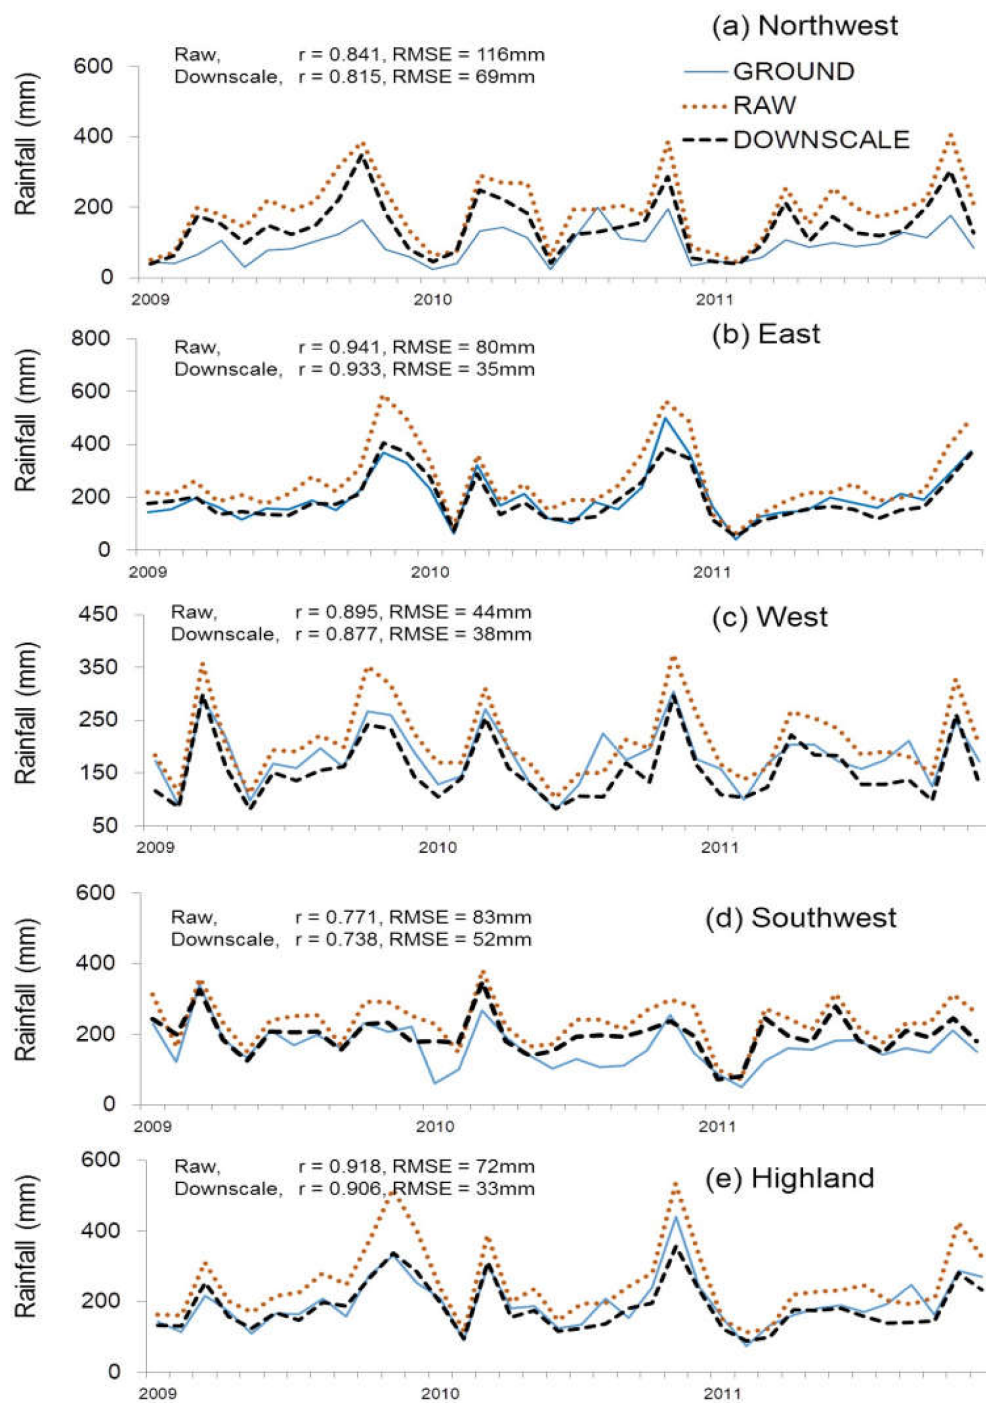 (a) Northwest
Raw, r = 0.841, RMSE = 116mm
Downscale, r = 0.815, RMSE = 69mm
GROUND
RAW
DOWNSCALE
Rainfall (mm)
600
400
200
0
2009 2010 2011
(b) East
Raw, r = 0.941, RMSE = 80mm
Downscale, r = 0.933, RMSE = 35mm
Rainfall (mm)
800
600
400
200
0
2009 2010 2011
(c) West
Raw, r = 0.895, RMSE = 44mm
Downscale, r = 0.877, RMSE = 38mm
Rainfall (mm)
450
350
250
150
50
2009 2010 2011
(d) Southwest
Raw, r = 0.771, RMSE = 83mm
Downscale, r = 0.738, RMSE = 52mm
Rainfall (mm)
600
400
200
0
2009 2010 2011
(e) Highland
Raw, r = 0.918, RMSE = 72mm
Downscale, r = 0.906, RMSE = 33mm
Rainfall (mm)
600
400
200
0
2009 2010 2011